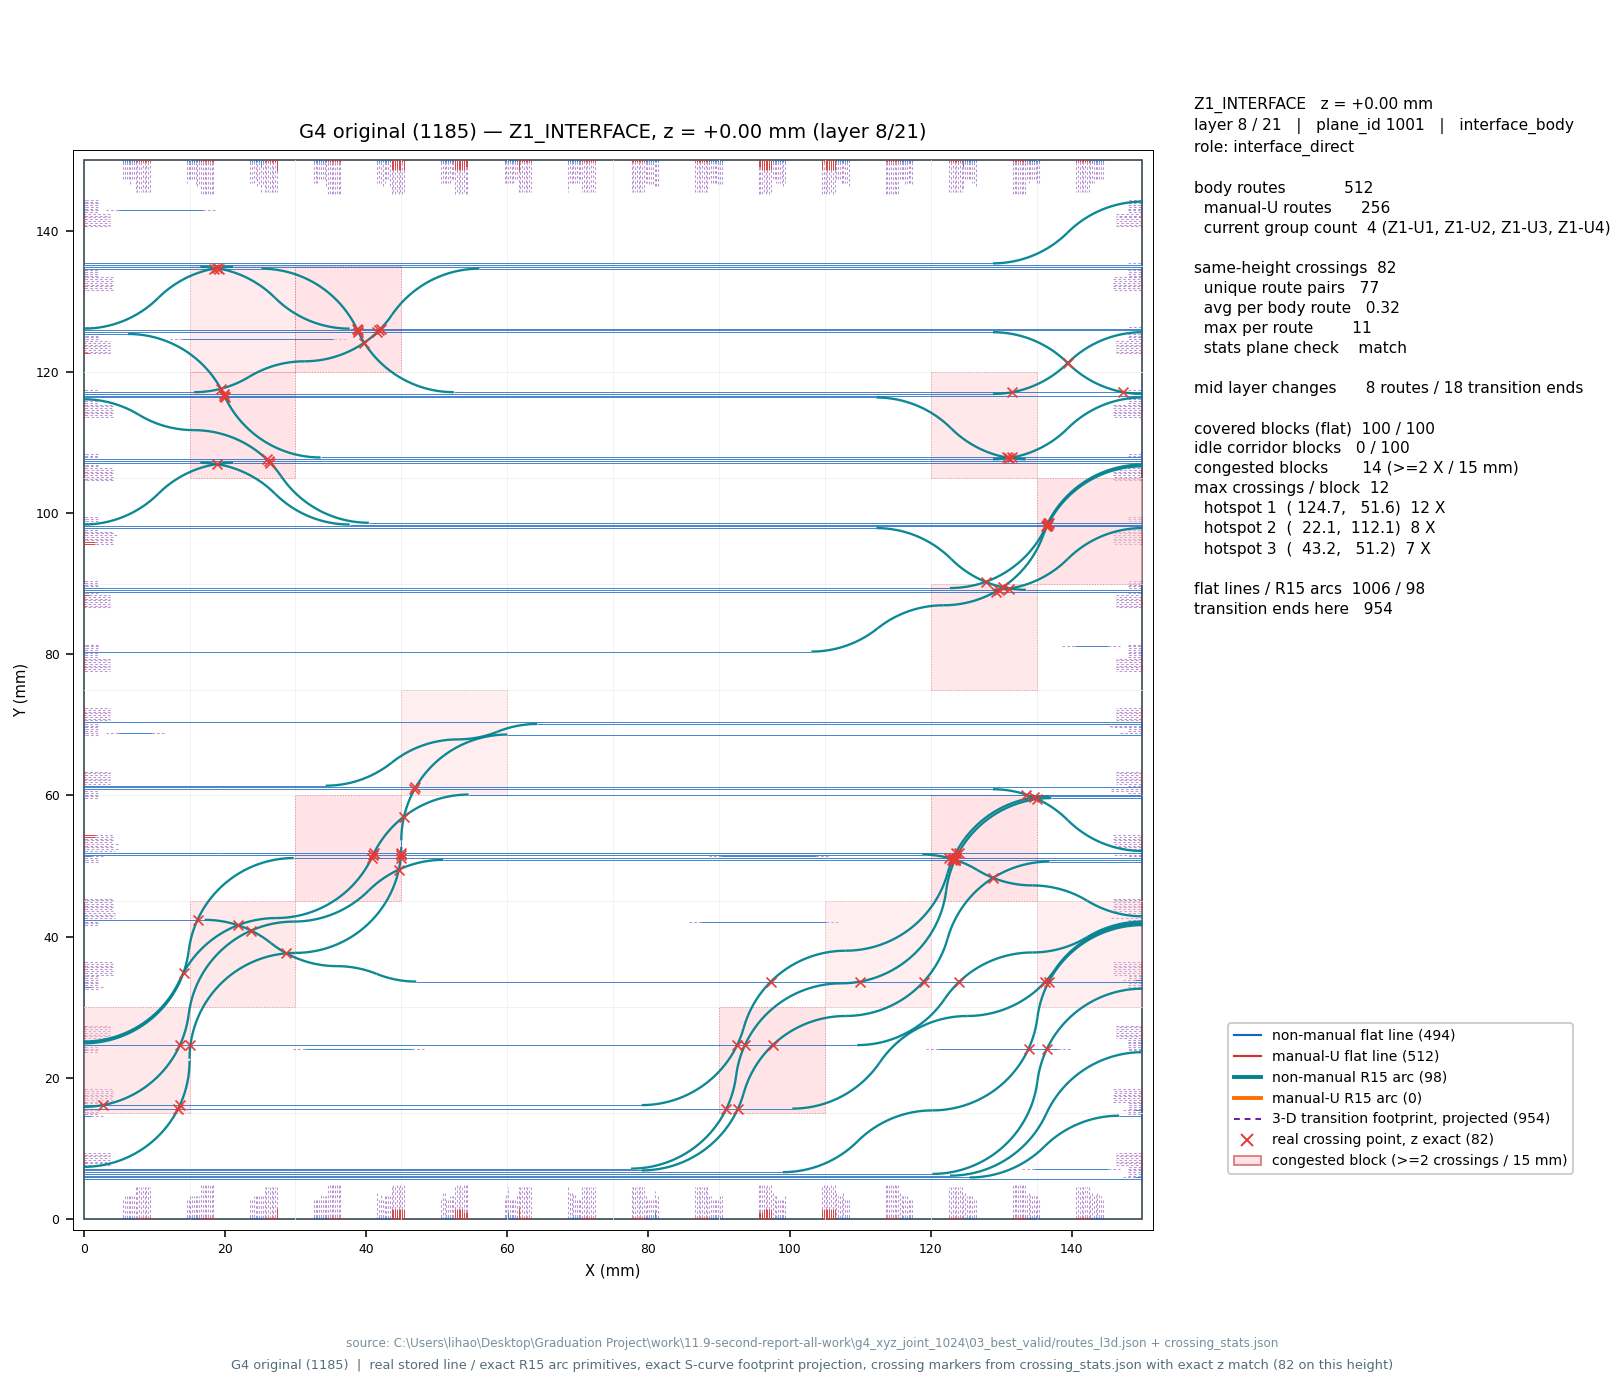 G4 original (1185) — Z1_INTERFACE, z = +0.00 mm (layer 8/21)
Y (mm)
140
120
100
80
60
40
20
0
0 20 40 60 80 100 120 140
X (mm)
Z1_INTERFACE z = +0.00 mm
layer 8 / 21 | plane_id 1001 | interface_body
role: interface_direct
body routes 512
manual-U routes 256
current group count 4 (Z1-U1, Z1-U2, Z1-U3, Z1-U4)
same-height crossings 82
unique route pairs 77
avg per body route 0.32
max per route 11
stats plane check match
mid layer changes 8 routes / 18 transition ends
covered blocks (flat) 100 / 100
idle corridor blocks 0 / 100
congested blocks 14 (>=2 X / 15 mm)
max crossings / block 12
hotspot 1 ( 124.7, 51.6) 12 X
hotspot 2 ( 22.1, 112.1) 8 X
hotspot 3 ( 43.2, 51.2) 7 X
flat lines / R15 arcs 1006 / 98
transition ends here 954
non-manual flat line (494)
manual-U flat line (512)
non-manual R15 arc (98)
manual-U R15 arc (0)
3-D transition footprint, projected (954)
real crossing point, z exact (82)
congested block (>=2 crossings / 15 mm)
source: C:\Users\lihao\Desktop\Graduation Project\work\11.9-second-report-all-work\g4_xyz_joint_1024\03_best_valid/routes_l3d.json + crossing_stats.json
G4 original (1185) | real stored line / exact R15 arc primitives, exact S-curve footprint projection, crossing markers from crossing_stats.json with exact z match (82 on this height)